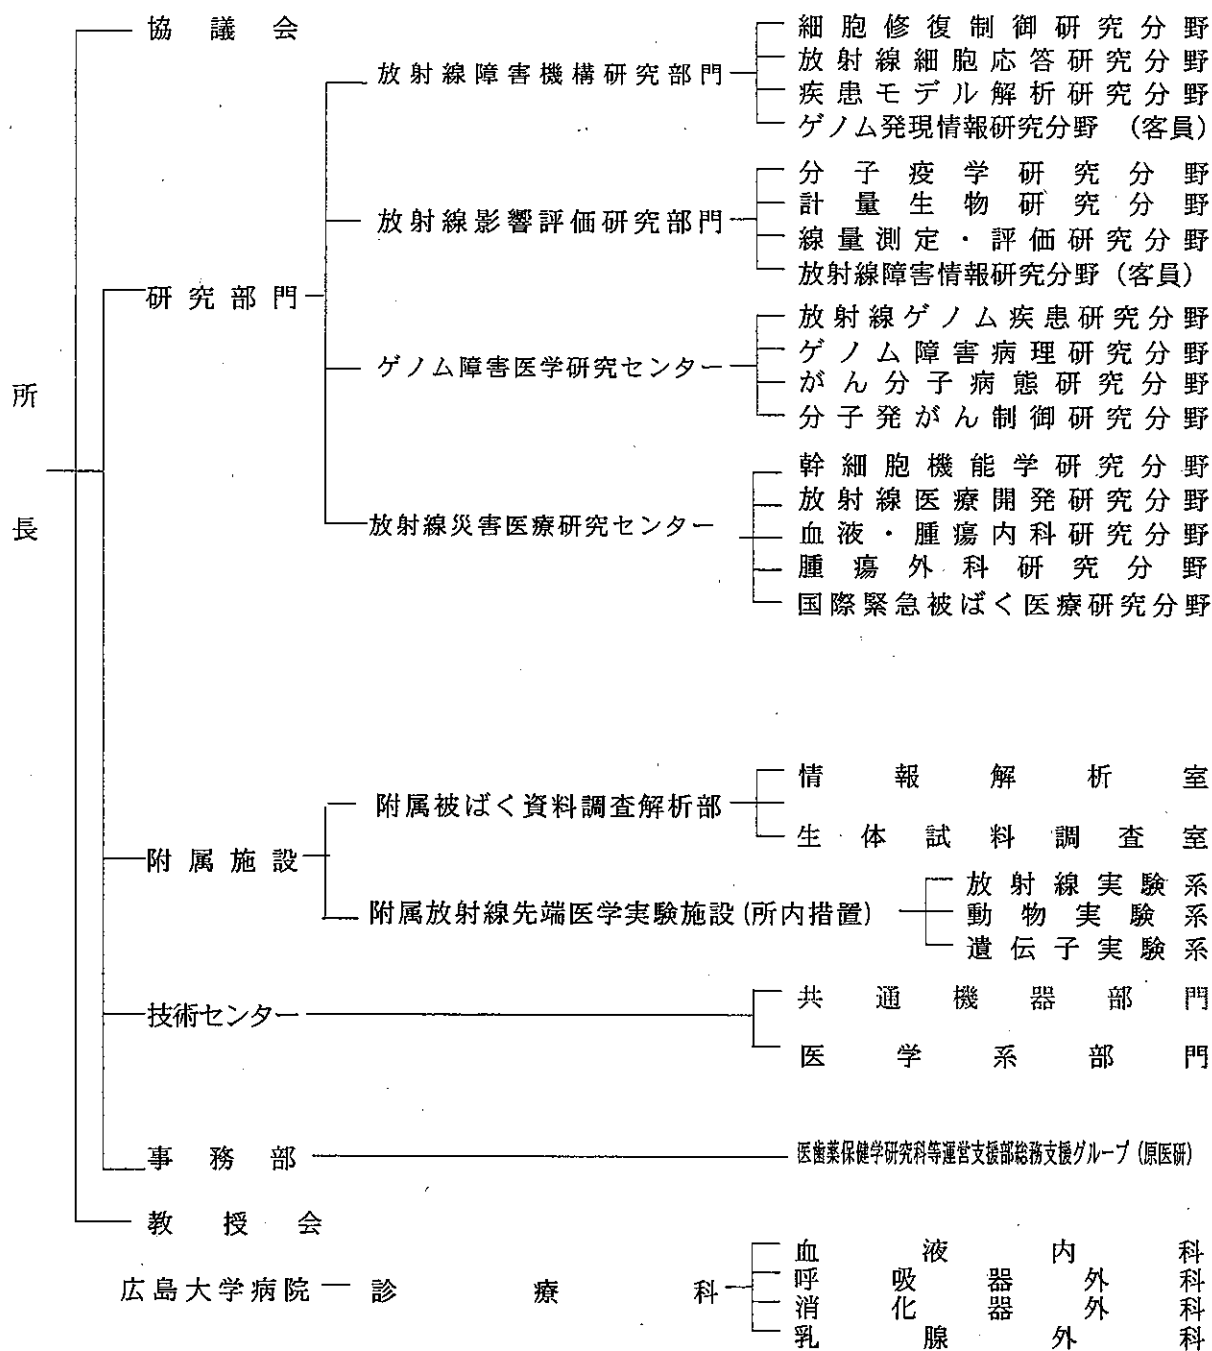 協議会
細胞修復制御研究分野
放射線障害機構研究部門
放射線細胞応答研究分野
疾患モデル解析研究分野
ゲノム発現情報研究分野 (客員)
分子疫学研究分野
計量生物研究分野
放射線影響評価研究部門
線量測定・評価研究分野
放射線障害情報研究分野 (客員)
研究部門
放射線ゲノム疾患研究分野
ゲノム障害病理研究分野
ゲノム障害医学研究センター
がん分子病態研究分野
分子発がん制御研究分野
所長
幹細胞機能学研究分野
放射線医療開発研究分野
放射線災害医療研究センター
血液・腫瘍内科研究分野
腫瘍外科研究分野
国際緊急被ばく医療研究分野
情報解析室
附属被ばく資料調査解析部
生体試料調査室
附属施設
放射線実験系
附属放射線先端医学実験施設(所内措置)
動物実験系
遺伝子実験系
共通機器部門
技術センター
医学系部門
事務部
医歯薬保健学研究科等運営支援部総務支援グループ (原医研)
教授会
血液内科
広島大学病院
診療科
呼吸器外科
消化器外科
乳腺外科